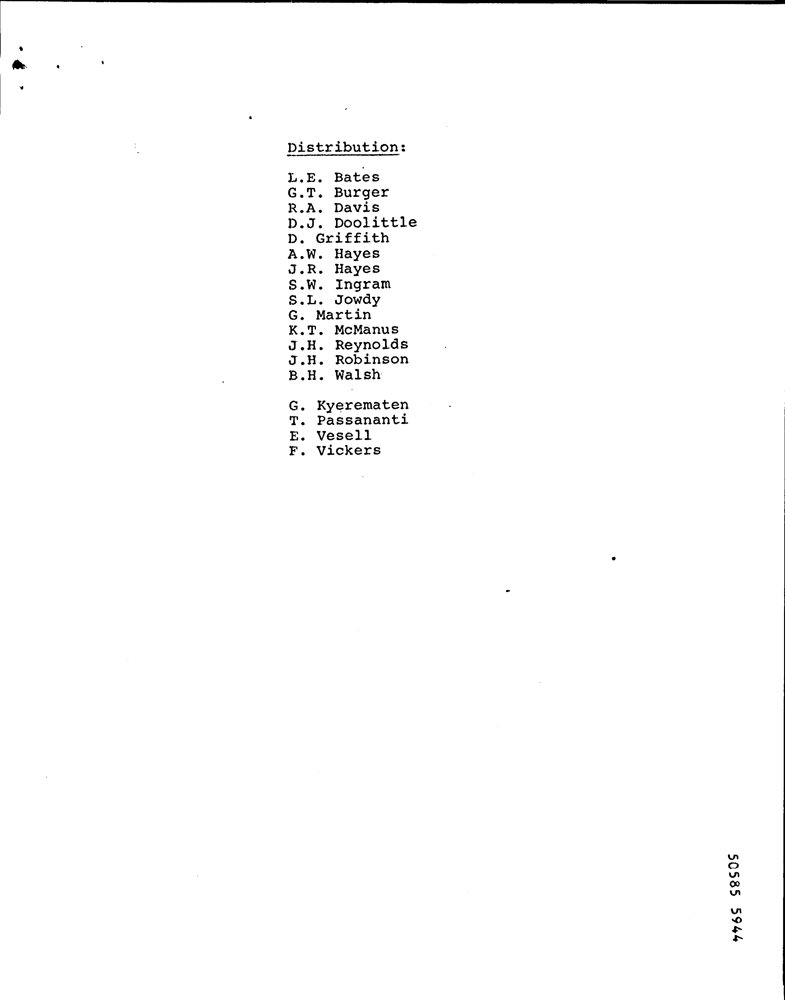 Distribution:
L.E. Bates
G.T. Burger
R.A. Davis
D.J. Doolittle
D. Griffith
A.W. Hayes
J.R. Hayes
S.W. Ingram
S.L. Jowdy
G. Martin
K.T. McManus
J.H. Reynolds
J.H. Robinson
B.H. Walsh
G. Kyerematen
T. Passananti
E. Vesell
F. Vickers
50585 5944